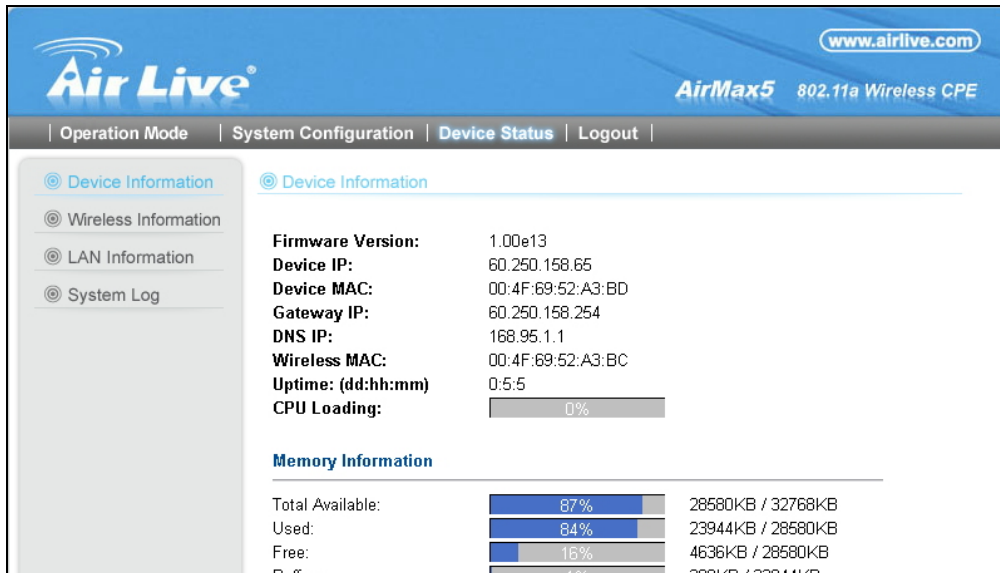 www.airlive.com
Air Live®
AirMax5 802.11a Wireless CPE
| Operation Mode | System Configuration | Device Status | Logout |
Device Information
Wireless Information
LAN Information
System Log
Device Information
Firmware Version: 1.00e13
Device IP: 60.250.158.65
Device MAC: 00:4F:69:52:A3:BD
Gateway IP: 60.250.158.254
DNS IP: 168.95.1.1
Wireless MAC: 00:4F:69:52:A3:BC
Uptime: (dd:hh:mm) 0:5:5
CPU Loading: 0%
Memory Information
Total Available: 87% 28580KB / 32768KB
Used: 84% 23944KB / 28580KB
Free: 16% 4636KB / 28580KB